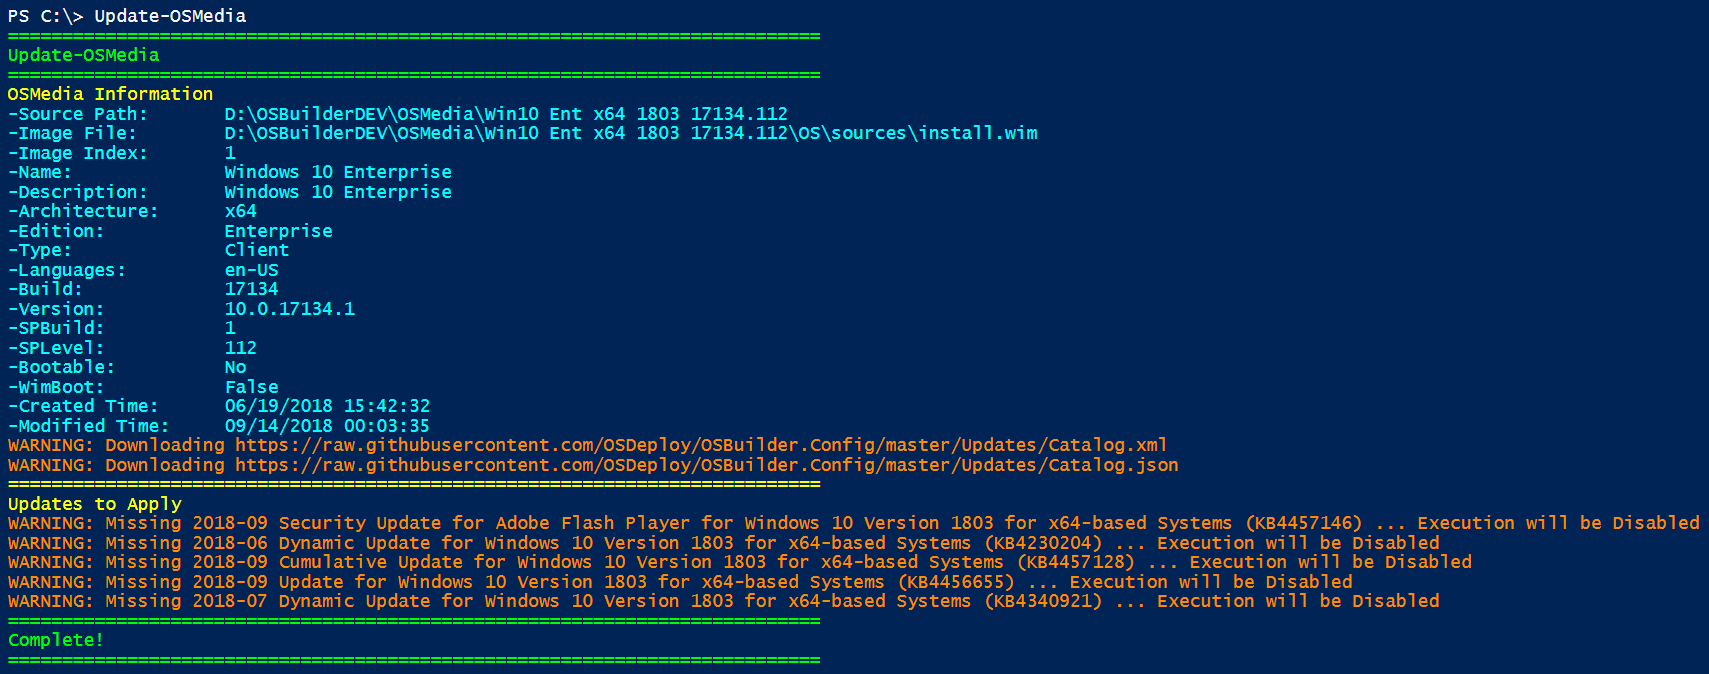 PS C:\> Update-OSMedia
===========================================================================
Update-OSMedia
===========================================================================
OSMedia Information
-Source Path:       D:\OSBuilderDEV\OSMedia\Win10 Ent x64 1803 17134.112
-Image File:        D:\OSBuilderDEV\OSMedia\Win10 Ent x64 1803 17134.112\OS\sources\install.wim
-Image Index:       1
-Name:              Windows 10 Enterprise
-Description:       Windows 10 Enterprise
-Architecture:      x64
-Edition:           Enterprise
-Type:              Client
-Languages:         en-US
-Build:             17134
-Version:           10.0.17134.1
-SPBuild:           1
-SPLevel:           112
-Bootable:          No
-WimBoot:           False
-Created Time:      06/19/2018 15:42:32
-Modified Time:     09/14/2018 00:03:35
WARNING: Downloading https://raw.githubusercontent.com/OSDeploy/OSBuilder.Config/master/Updates/Catalog.xml
WARNING: Downloading https://raw.githubusercontent.com/OSDeploy/OSBuilder.Config/master/Updates/Catalog.json
===========================================================================
Updates to Apply
WARNING: Missing 2018-09 Security Update for Adobe Flash Player for Windows 10 Version 1803 for x64-based Systems (KB4457146) ... Execution will be Disabled
WARNING: Missing 2018-06 Dynamic Update for Windows 10 Version 1803 for x64-based Systems (KB4230204) ... Execution will be Disabled
WARNING: Missing 2018-09 Cumulative Update for Windows 10 Version 1803 for x64-based Systems (KB4457128) ... Execution will be Disabled
WARNING: Missing 2018-09 Update for Windows 10 Version 1803 for x64-based Systems (KB4456655) ... Execution will be Disabled
WARNING: Missing 2018-07 Dynamic Update for Windows 10 Version 1803 for x64-based Systems (KB4340921) ... Execution will be Disabled
===========================================================================
Complete!
===========================================================================